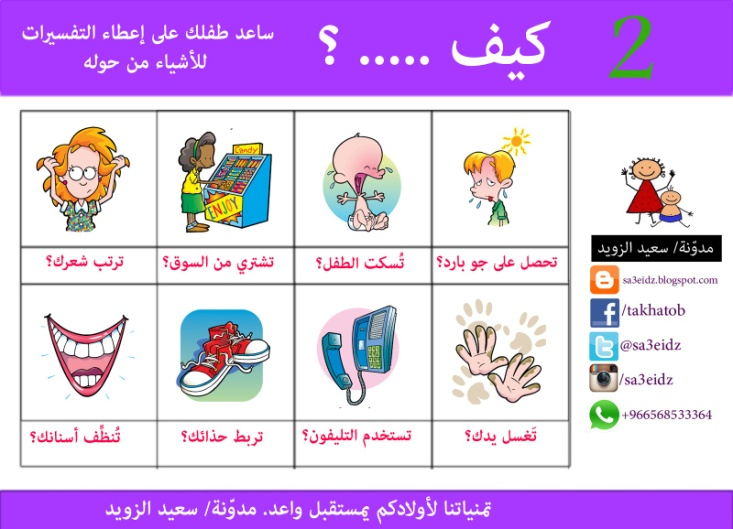 2
كيف ..... ؟
ساعد طفلك على إعطاء التفسيرات
للأشياء من حوله
تحصل على جو بارد؟
تُسكت الطفل؟
Candy
ENJOY
تشتري من السوق؟
ترتب شعرك؟
تَغسل يدك؟
تستخدم التليفون؟
تربط حذائك؟
تُنظِّف أسنانك؟
مدوّنة/ سعيد الزويد
sa3eidz.blogspot.com
/takhatob
@sa3eidz
/sa3eidz
+966568533364
تمنياتنا لأولادكم بمستقبل واعد. مدوّنة/ سعيد الزويد